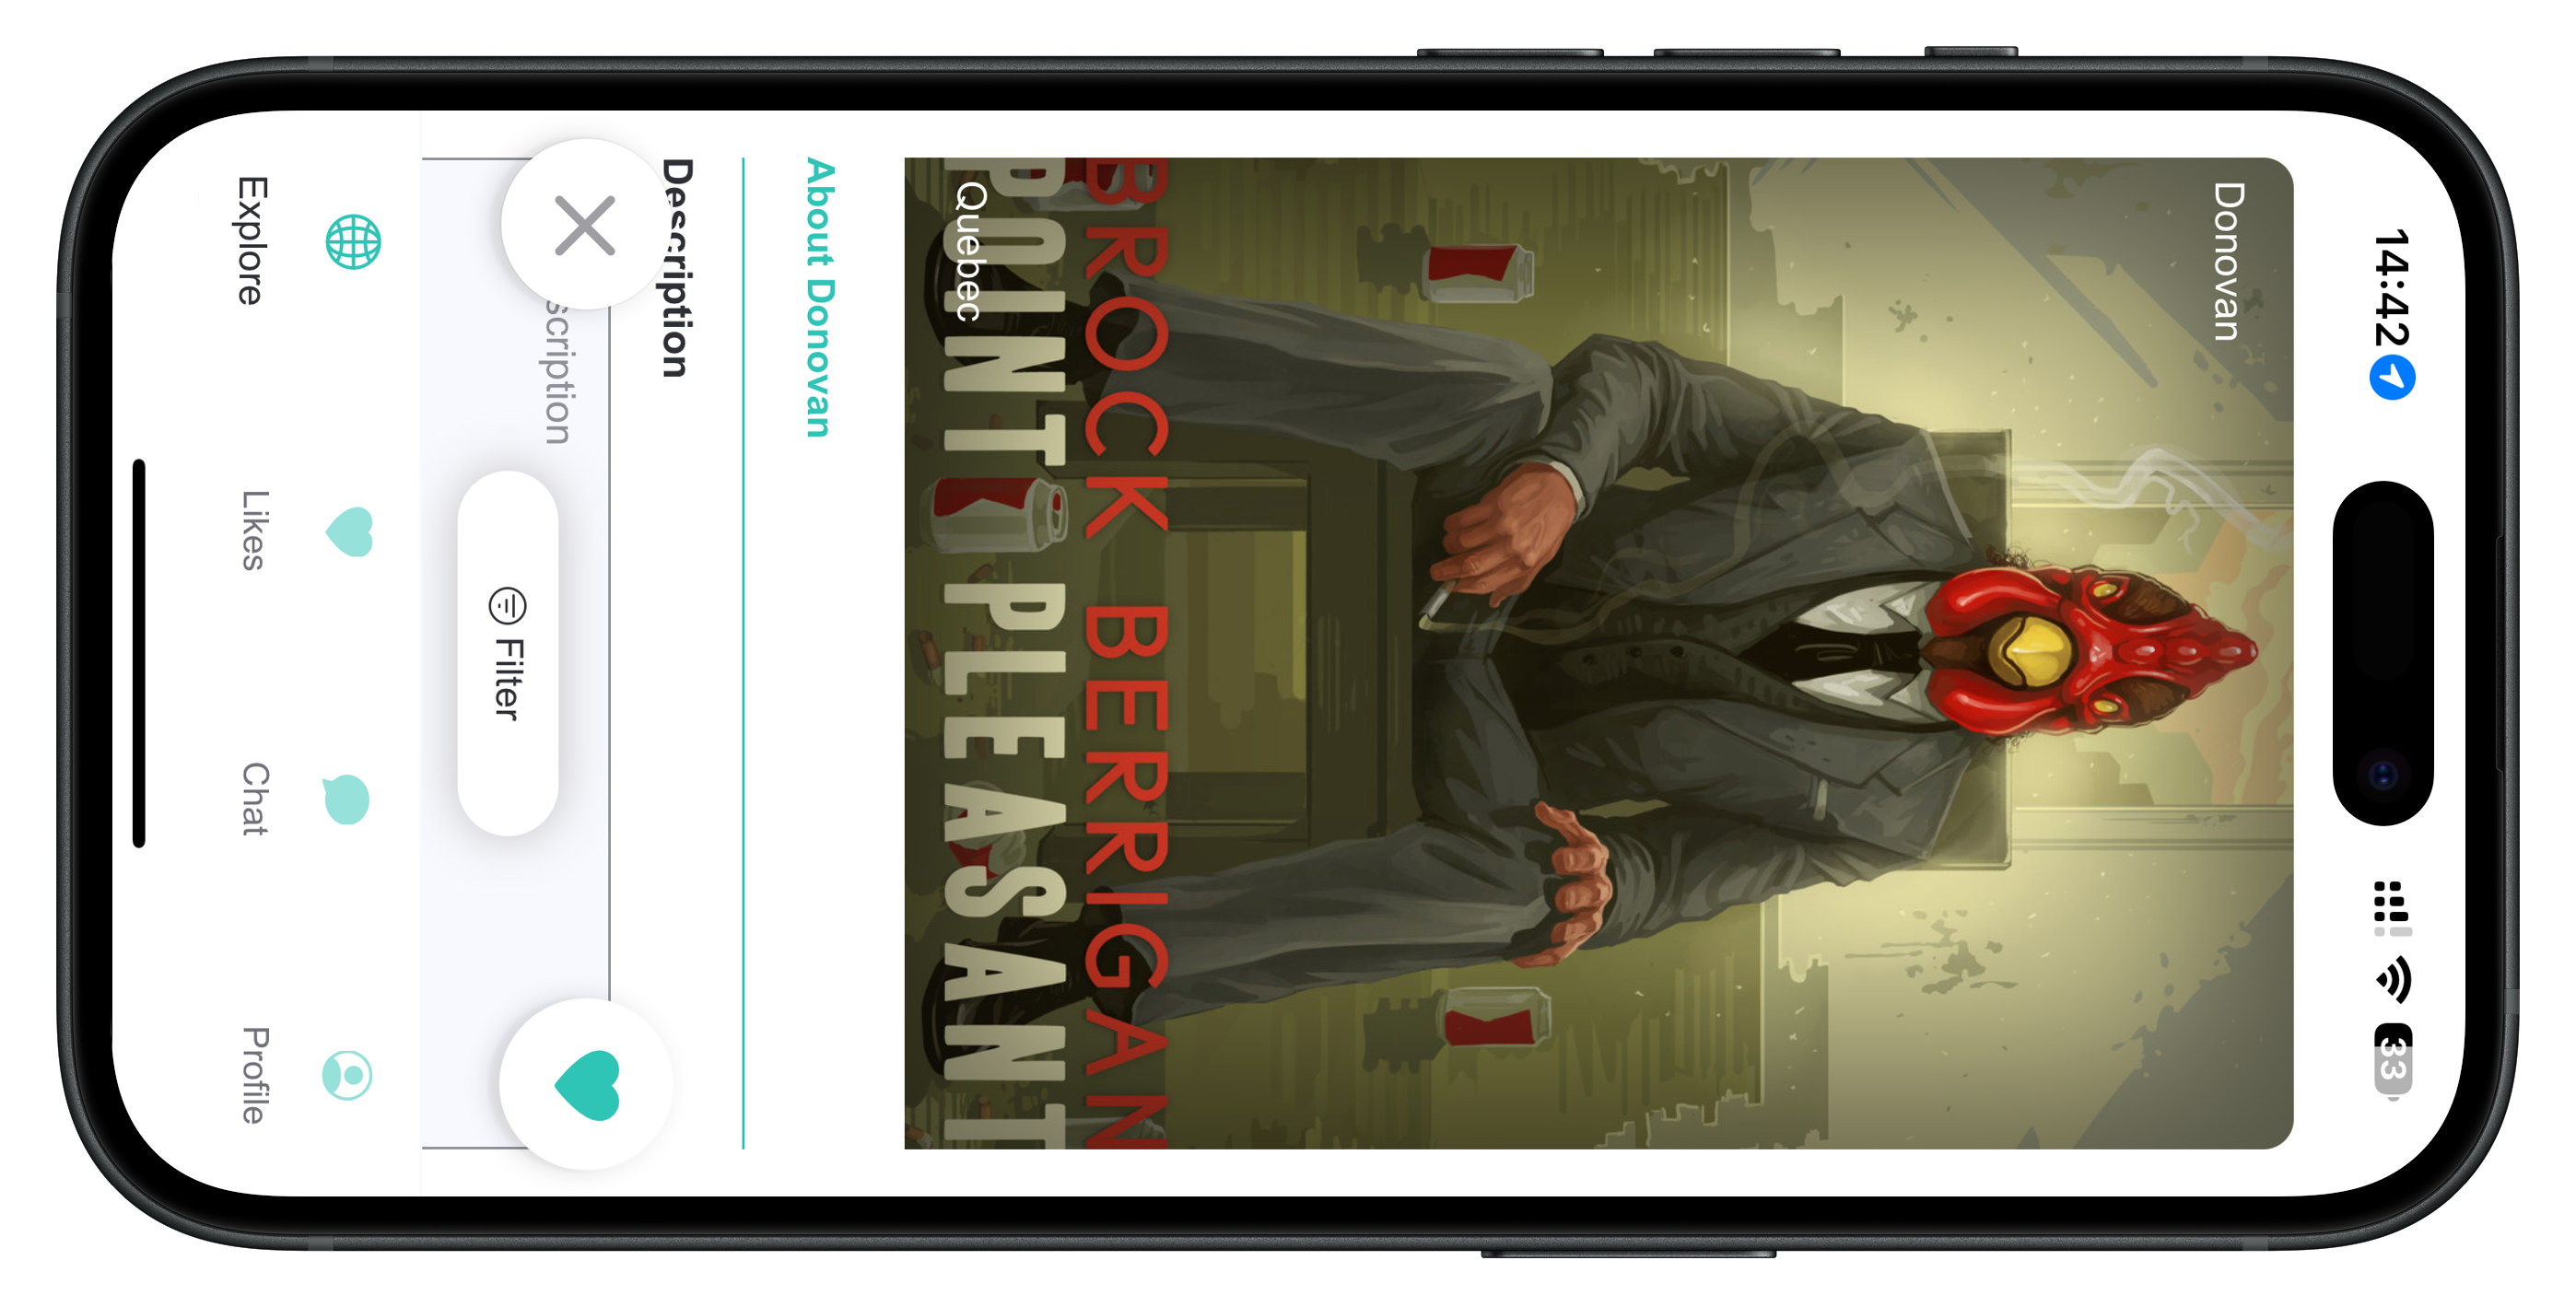 14:42
33
Donovan
BROCK BERRIGAN
POINT PLEASANT
Quebec
About Donovan
Description
scription
Filter
Explore
Likes
Chat
Profile